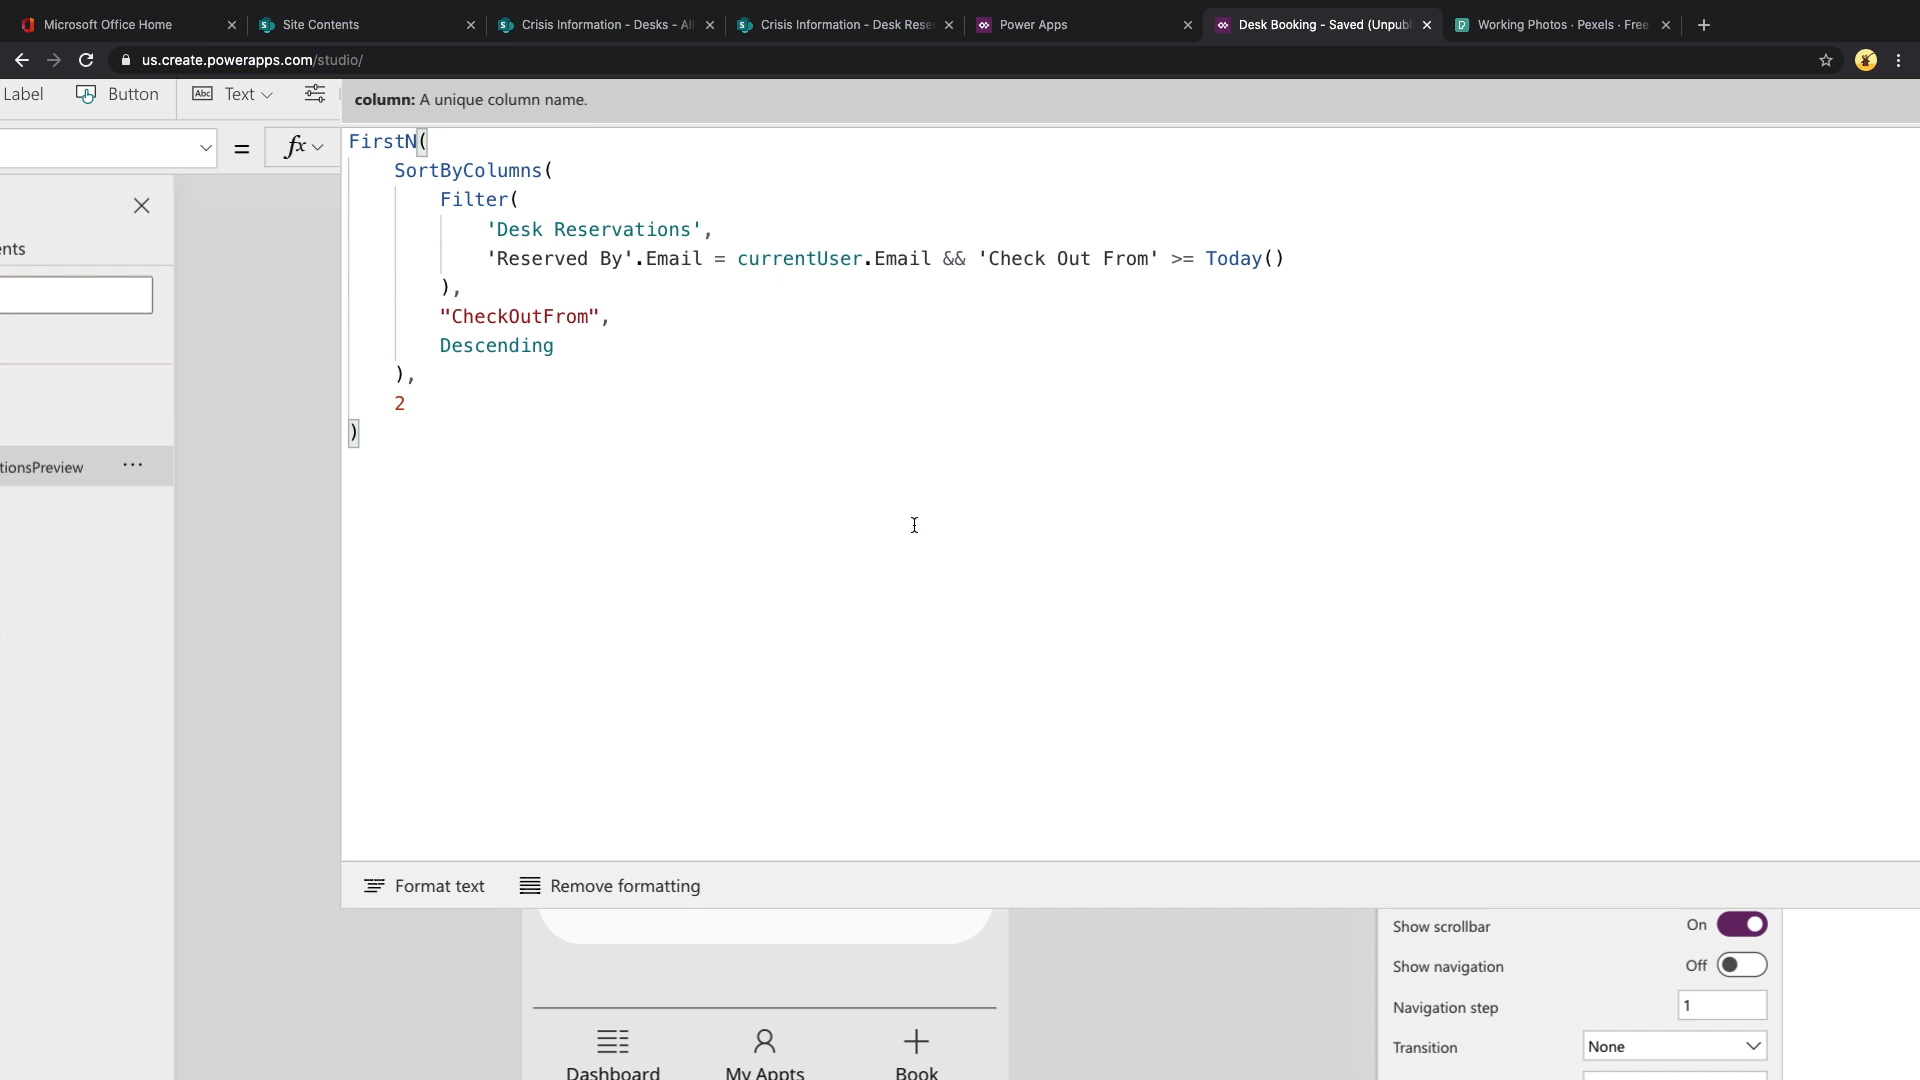 Microsoft Office Home
Site Contents
Crisis Information - Desks - All
Crisis Information - Desk Rese
Power Apps
Desk Booking - Saved (Unpubl
Working Photos · Pexels · Free
us.create.powerapps.com/studio/
Label
Button
Abc
Text
column: A unique column name.
=
fx
FirstN(
SortByColumns(
Filter(
'Desk Reservations',
'Reserved By'.Email = currentUser.Email && 'Check Out From' >= Today()
),
"CheckOutFrom",
Descending
),
2
)
ents
tionsPreview
...
Format text
Remove formatting
Show scrollbar
On
Show navigation
Off
Navigation step
1
Transition
None
Dashboard
My Appts
Book